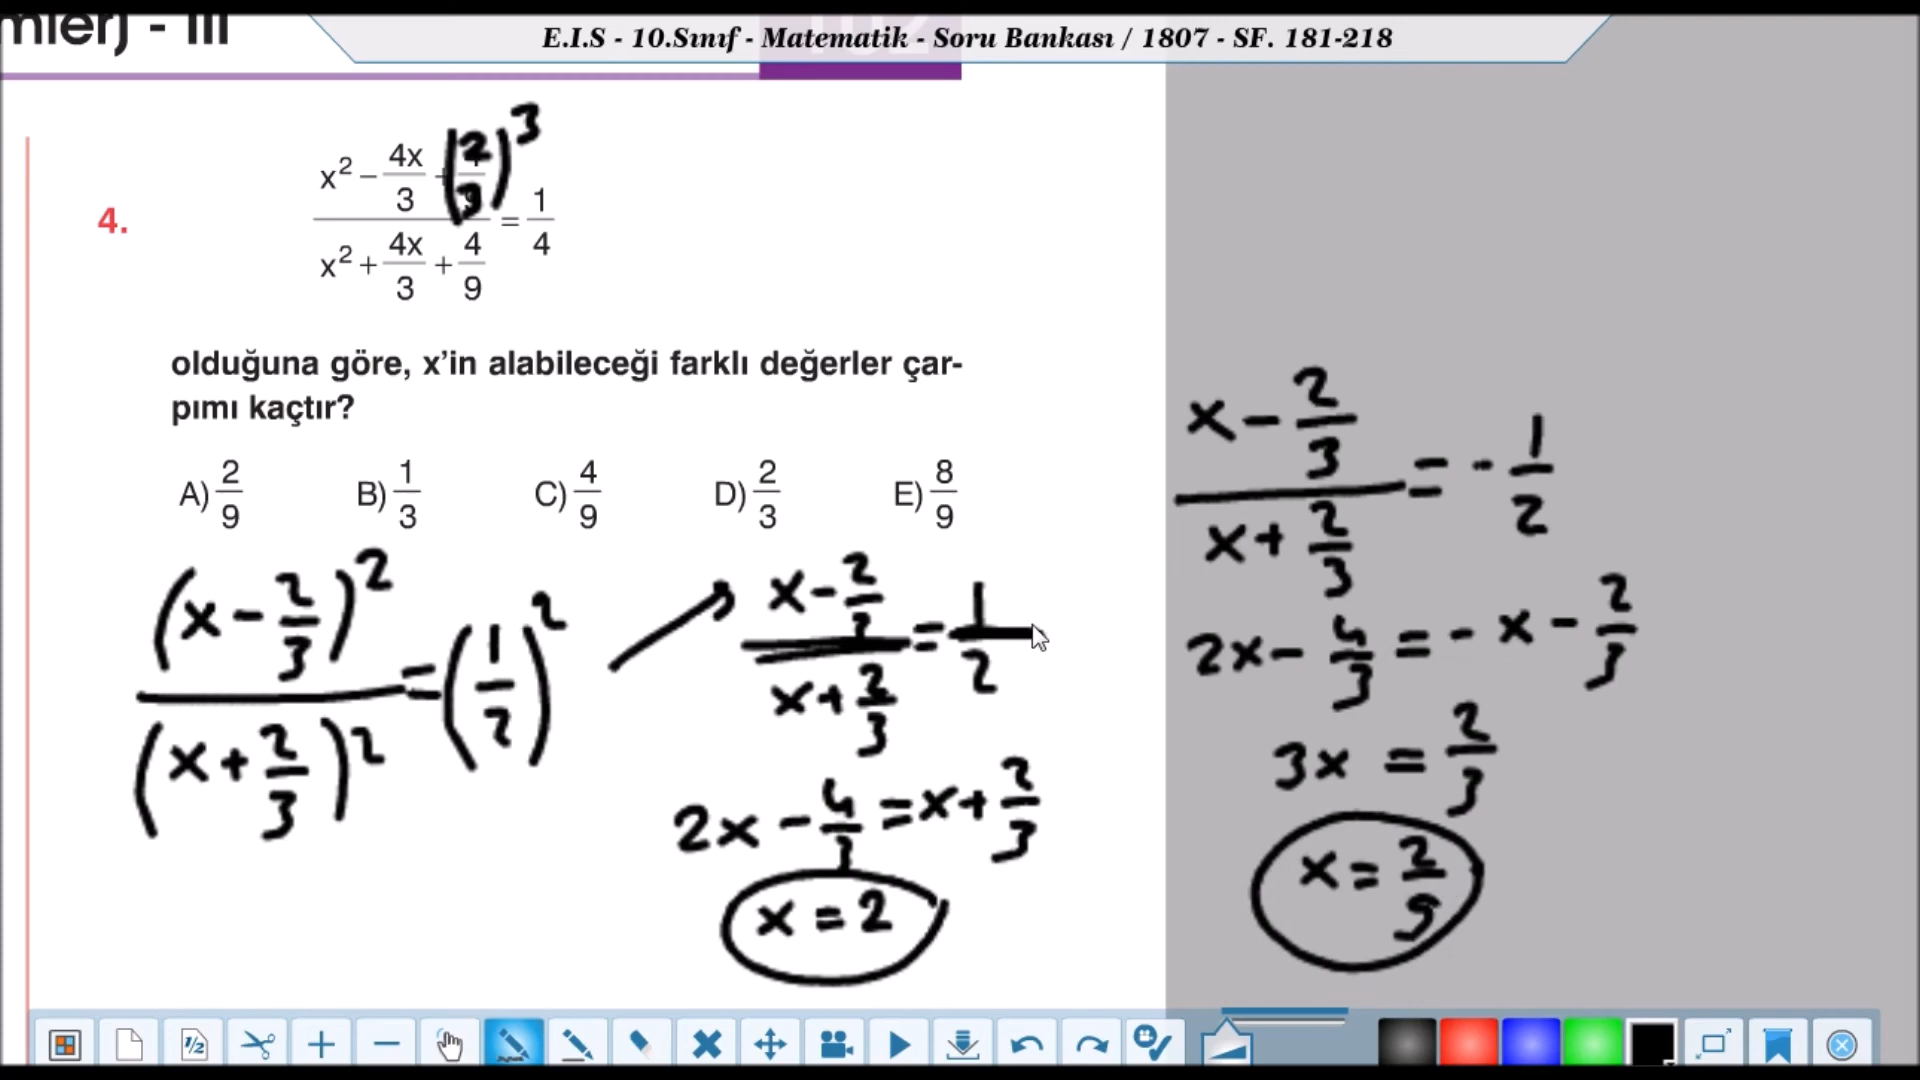 mler) - III
E.I.S - 10.Sınıf - Matematik - Soru Bankası / 1807 - SF. 181-218
4.
x² - 4x/3 + (2/3)³
x² + 4x/3 + 4/9
= 1/4
olduğuna göre, x'in alabileceği farklı değerler çar-
pımı kaçtır?
A) 2/9 B) 1/3 C) 4/9 D) 2/3 E) 8/9
(x - 2/3)²
(x + 2/3)²
= (1/2)²
x - 2/3
x + 2/3
= 1/2
2x - 4/3 = x + 2/3
x = 2
x - 2/3
x + 2/3
= - 1/2
2x - 4/3 = - x - 2/3
3x = 2/3
x = 2/9
1/2